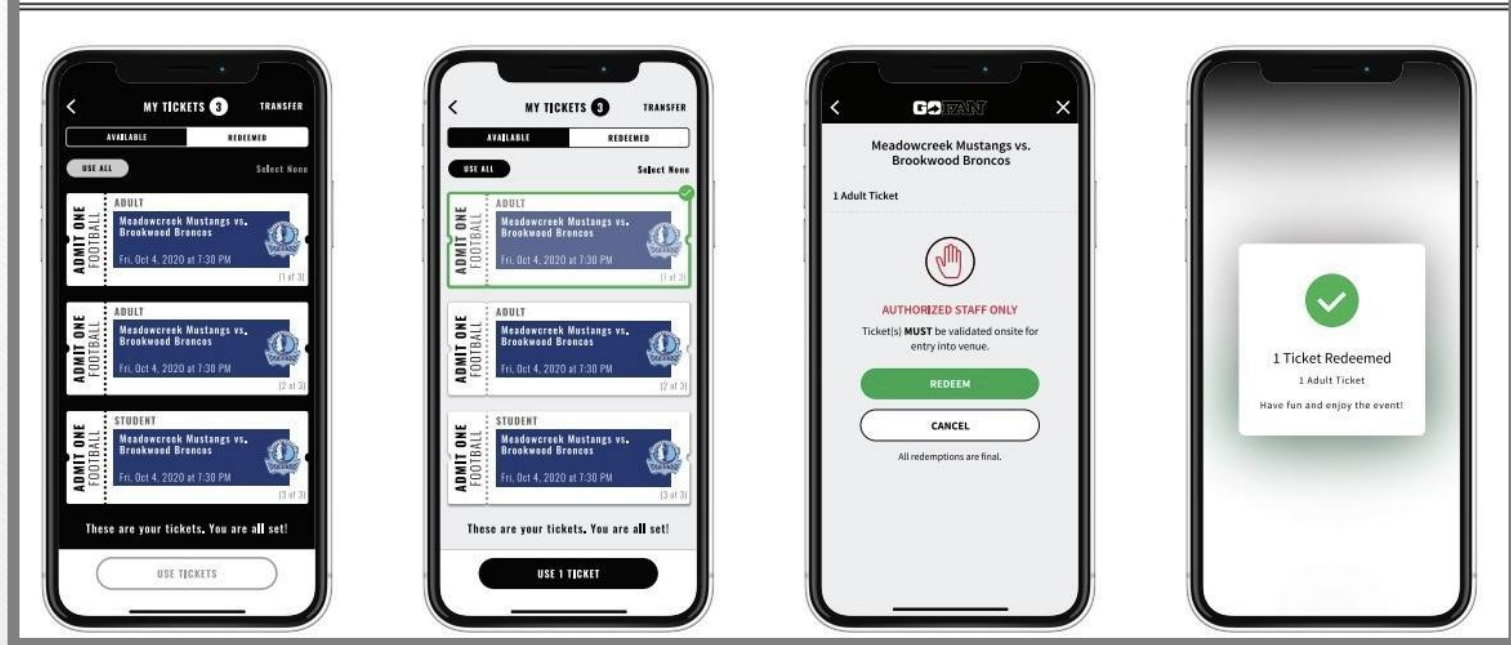 MY TICKETS 3 TRANSFER
AVAILABLE REDEEMED
USE ALL Select None
ADMIT ONE
FOOTBALL
ADULT
Meadowcreek Mustangs vs.
Brookwood Broncos
Fri, Oct 4, 2020 at 7:30 PM
(1 of 3)
ADMIT ONE
FOOTBALL
ADULT
Meadowcreek Mustangs vs.
Brookwood Broncos
Fri, Oct 4, 2020 at 7:30 PM
(2 of 3)
ADMIT ONE
FOOTBALL
STUDENT
Meadowcreek Mustangs vs.
Brookwood Broncos
Fri, Oct 4, 2020 at 7:30 PM
(3 of 3)
These are your tickets. You are all set!
USE TICKETS
MY TICKETS 3 TRANSFER
AVAILABLE REDEEMED
USE ALL Select None
ADMIT ONE
FOOTBALL
ADULT
Meadowcreek Mustangs vs.
Brookwood Broncos
Fri, Oct 4, 2020 at 7:30 PM
(1 of 3)
ADMIT ONE
FOOTBALL
ADULT
Meadowcreek Mustangs vs.
Brookwood Broncos
Fri, Oct 4, 2020 at 7:30 PM
(2 of 3)
ADMIT ONE
FOOTBALL
STUDENT
Meadowcreek Mustangs vs.
Brookwood Broncos
Fri, Oct 4, 2020 at 7:30 PM
(3 of 3)
These are your tickets. You are all set!
USE 1 TICKET
GOFAN
Meadowcreek Mustangs vs.
Brookwood Broncos
1 Adult Ticket
AUTHORIZED STAFF ONLY
Ticket(s) MUST be validated onsite for
entry into venue.
REDEEM
CANCEL
All redemptions are final.
1 Ticket Redeemed
1 Adult Ticket
Have fun and enjoy the event!